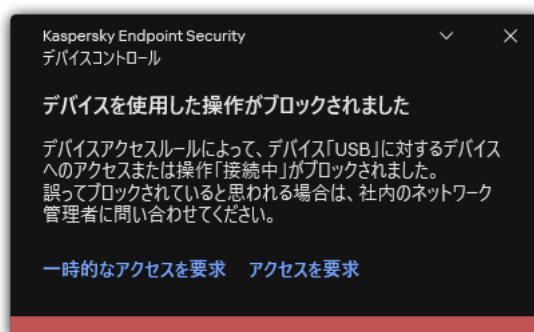 Kaspersky Endpoint Security
デバイスコントロール
デバイスを使用した操作がブロックされました
デバイスアクセスルールによって、デバイス「USB」に対するデバイス
へのアクセスまたは操作「接続中」がブロックされました。
誤ってブロックされていると思われる場合は、社内のネットワーク
管理者に問い合わせてください。
一時的なアクセスを要求 アクセスを要求